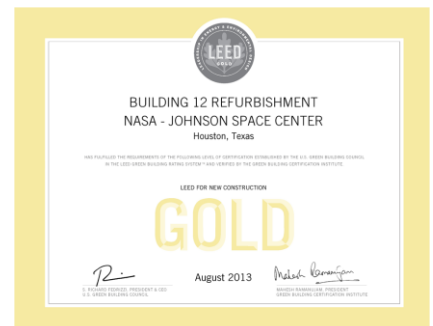 LEED
GOLD
BUILDING 12 REFURBISHMENT
NASA - JOHNSON SPACE CENTER
Houston, Texas
HAS FULFILLED THE REQUIREMENTS OF THE FOLLOWING LEVEL OF CERTIFICATION ESTABLISHED BY THE U.S. GREEN BUILDING COUNCIL
IN THE LEED GREEN BUILDING RATING SYSTEM™ AND VERIFIED BY THE GREEN BUILDING CERTIFICATION INSTITUTE
LEED FOR NEW CONSTRUCTION
GOLD
August 2013
S. RICHARD FEDRIZZI, PRESIDENT & CEO
U.S. GREEN BUILDING COUNCIL
Mahesh Ramanujam
MAHESH RAMANUJAM, PRESIDENT
GREEN BUILDING CERTIFICATION INSTITUTE